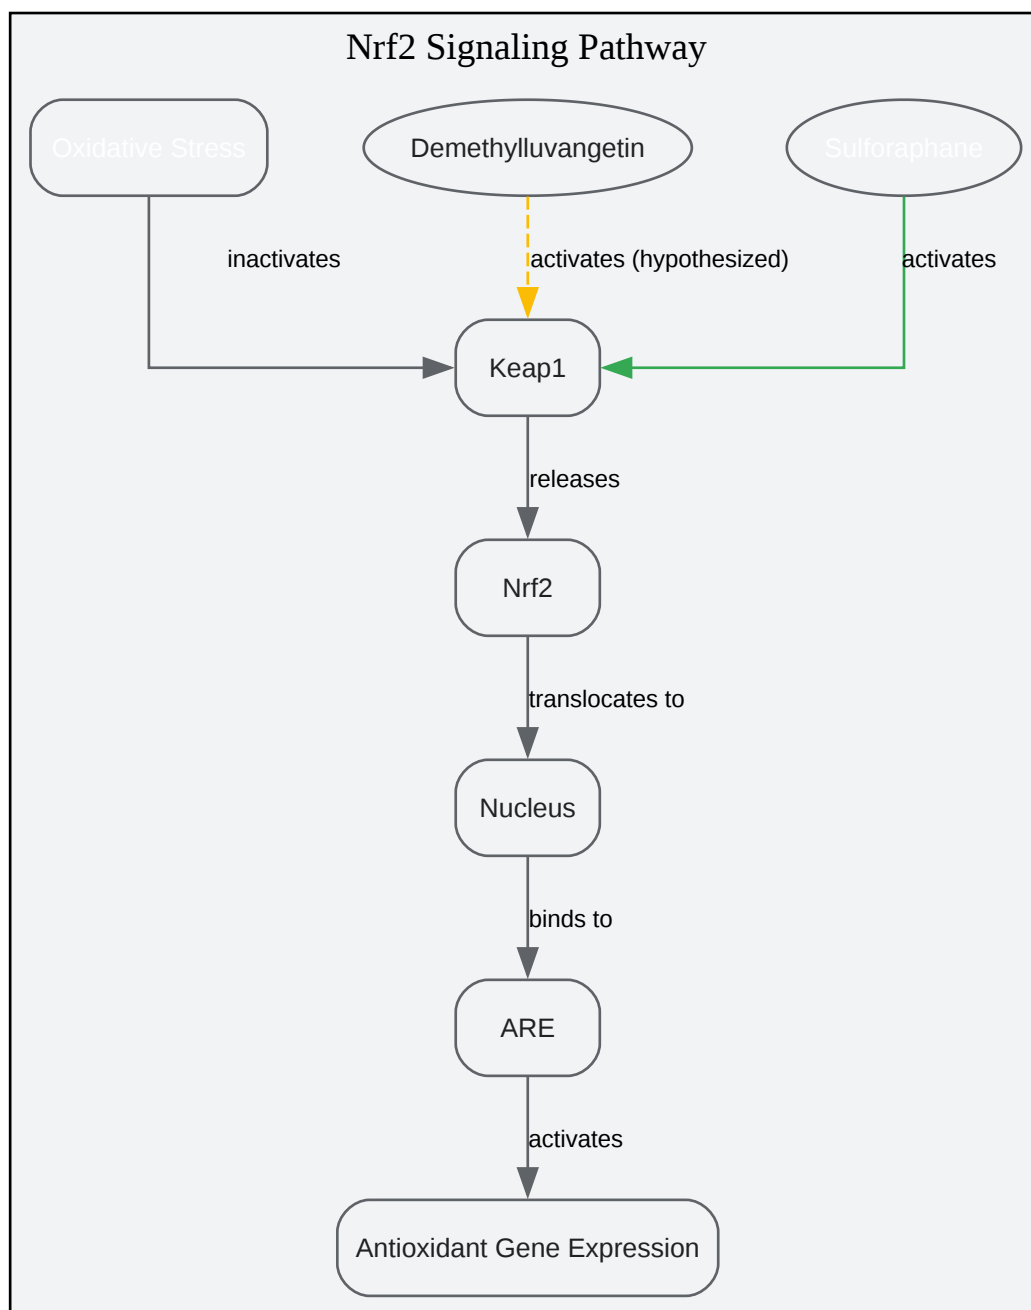 Nrf2 Signaling Pathway
Oxidative Stress
Demethylluvangetin
Sulforaphane
inactivates
activates (hypothesized)
activates
Keap1
releases
Nrf2
translocates to
Nucleus
binds to
ARE
activates
Antioxidant Gene Expression